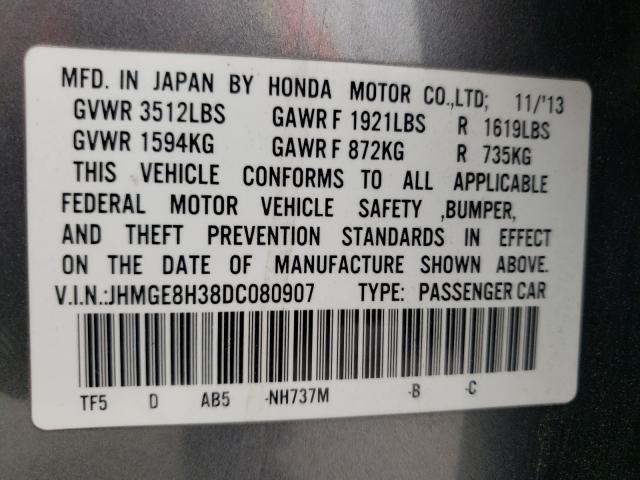 MFD. IN JAPAN BY HONDA MOTOR CO.,LTD; 11/'13
GVWR 3512LBS GAWR F 1921LBS R 1619LBS
GVWR 1594KG GAWR F 872KG R 735KG
THIS VEHICLE CONFORMS TO ALL APPLICABLE
FEDERAL MOTOR VEHICLE SAFETY ,BUMPER,
AND THEFT PREVENTION STANDARDS IN EFFECT
ON THE DATE OF MANUFACTURE SHOWN ABOVE.
V.I.N.:JHMGE8H38DC080907 TYPE: PASSENGER CAR
TF5 D AB5 -NH737M -B -C